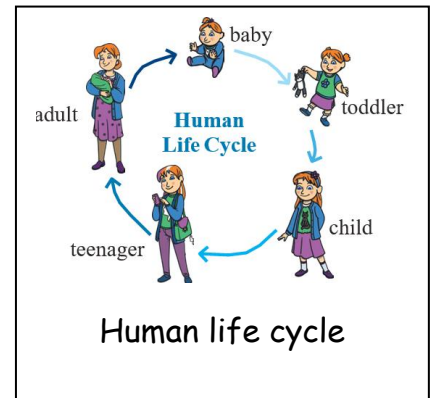 baby
toddler
child
teenager
adult
Human
Life Cycle
Human life cycle